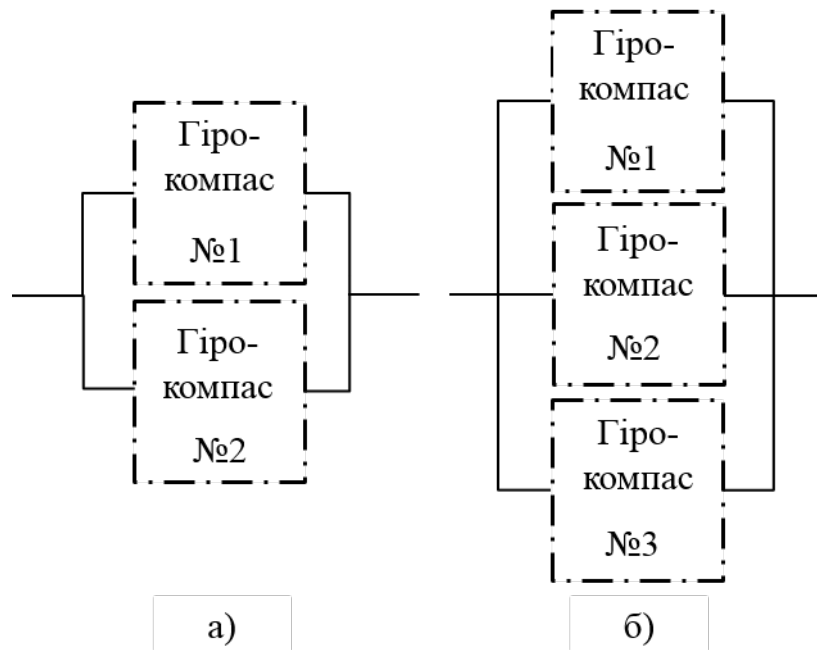 Гіро-
компас
№1
Гіро-
компас
№2
а)
Гіро-
компас
№1
Гіро-
компас
№2
Гіро-
компас
№3
б)